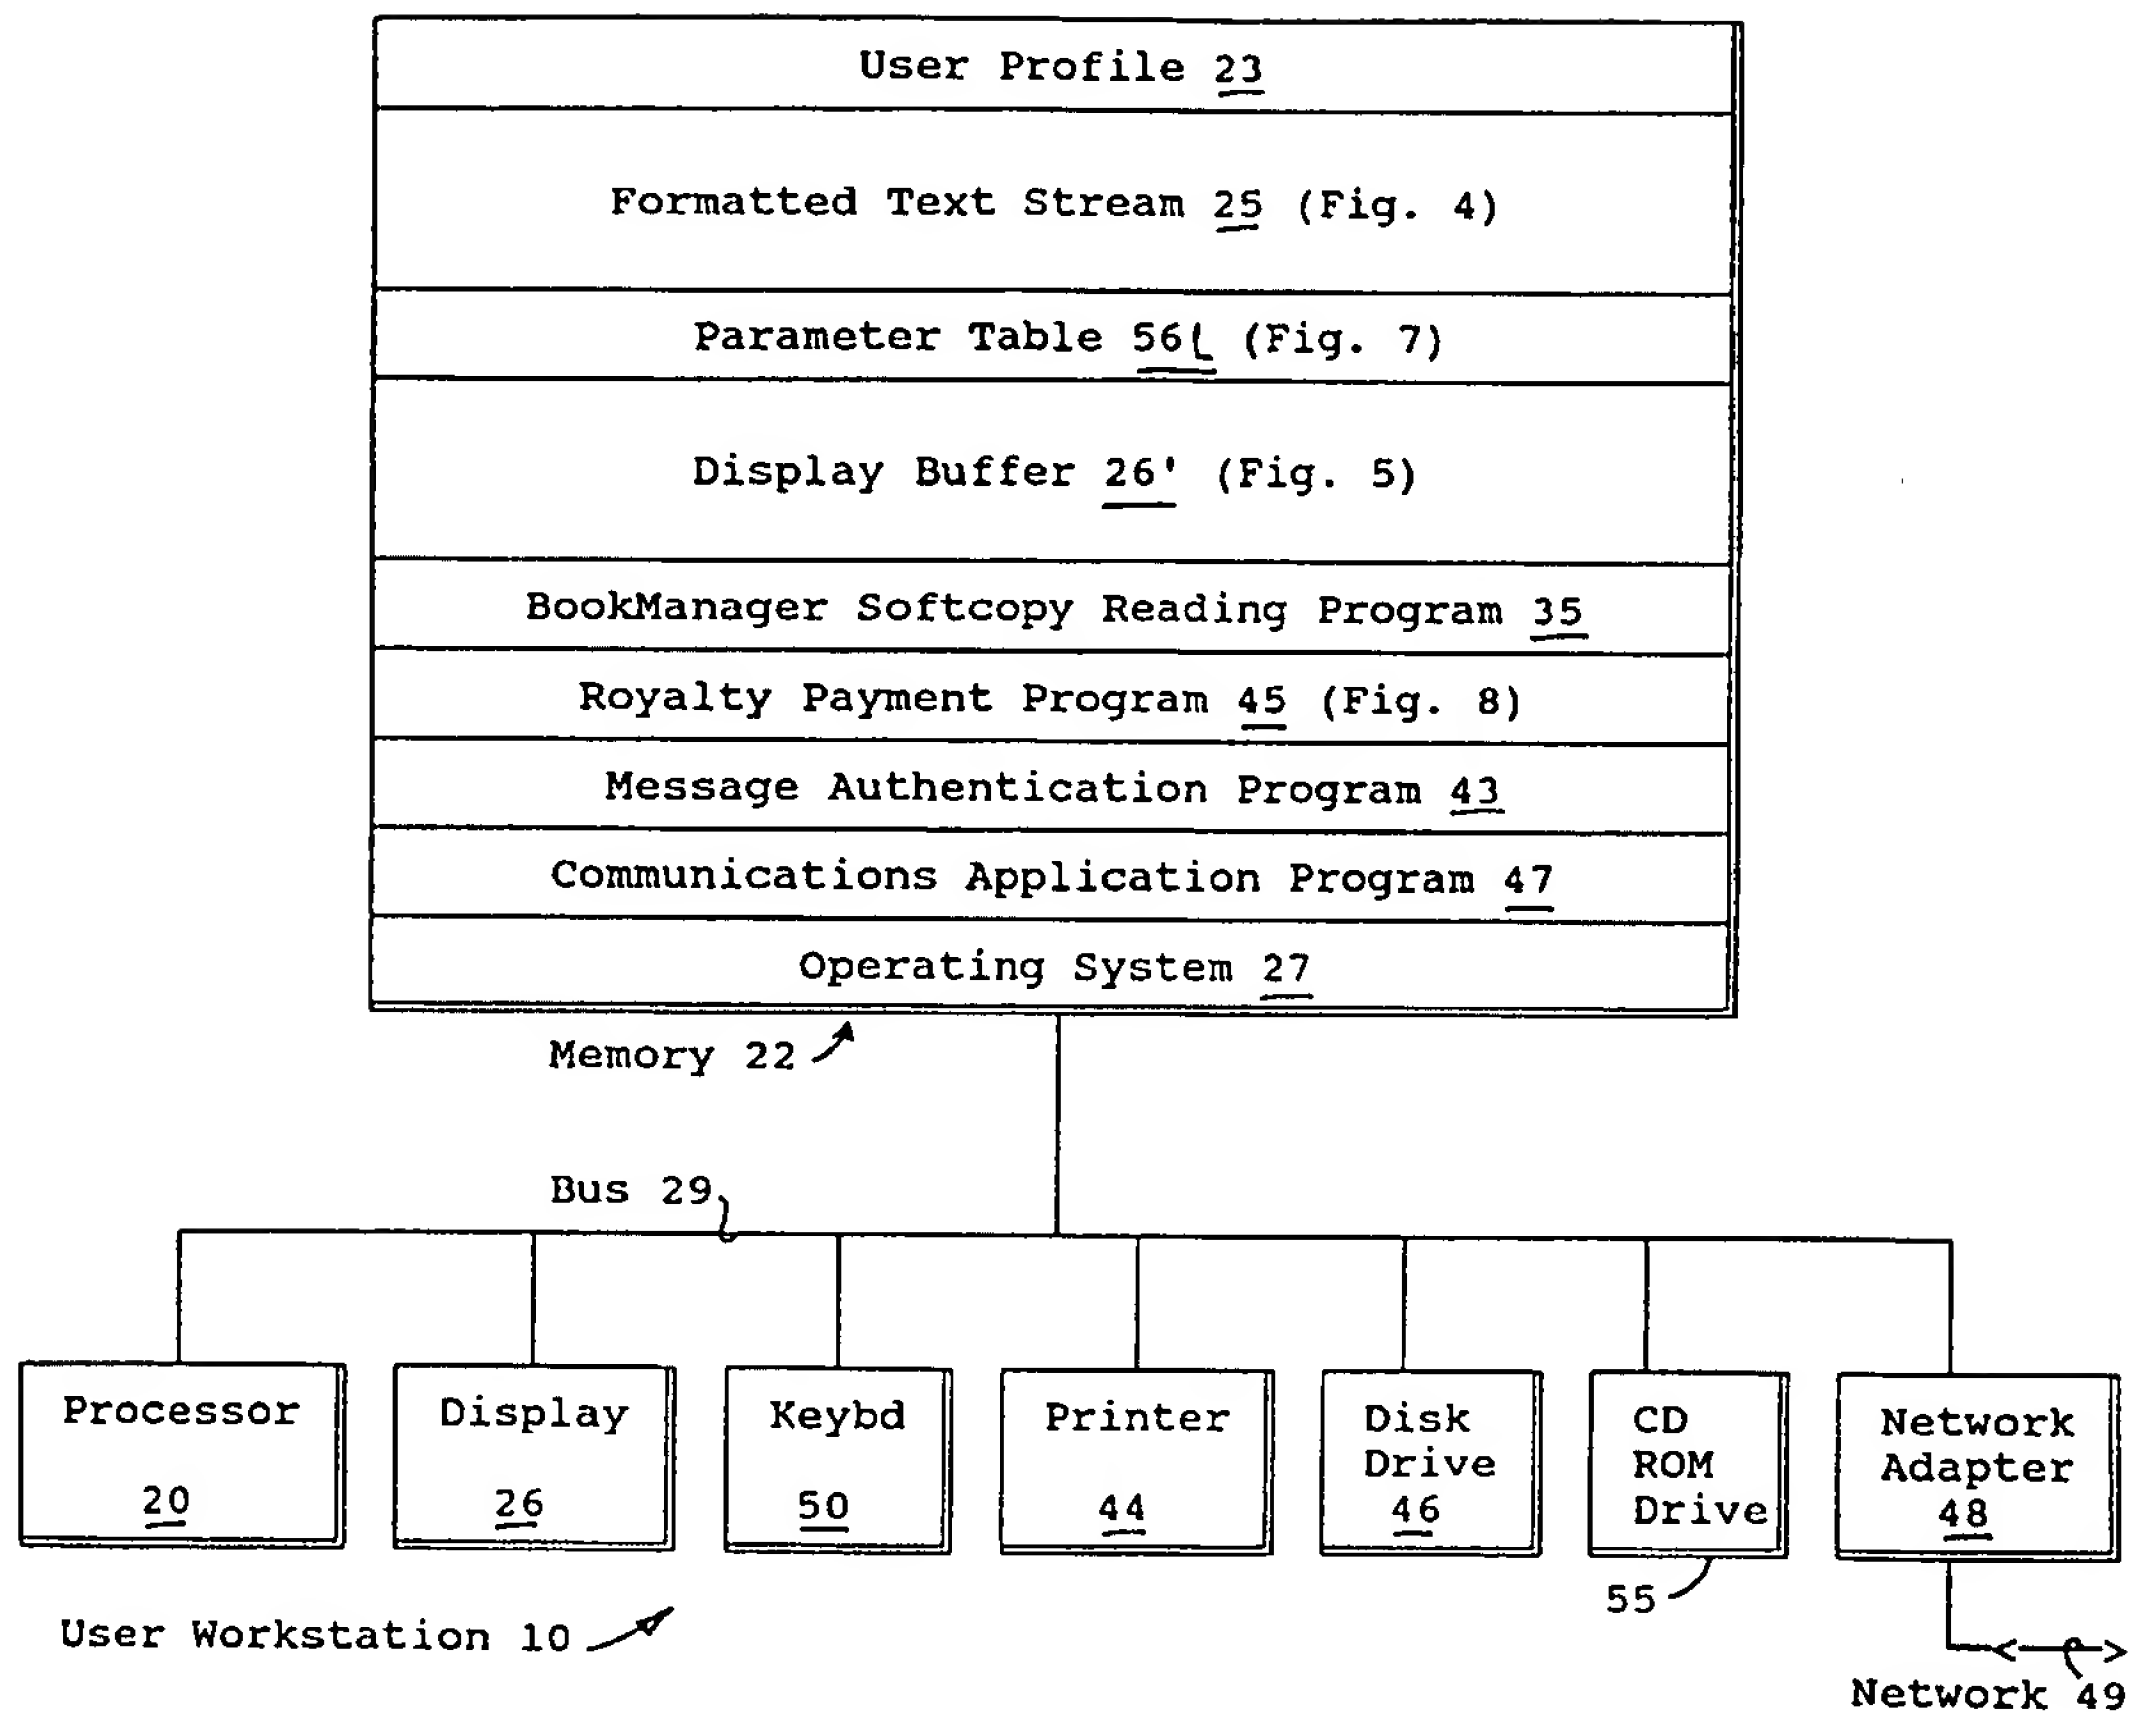 User Profile 23
Formatted Text Stream 25 (Fig. 4)
Parameter Table 56L (Fig. 7)
Display Buffer 26' (Fig. 5)
BookManager Softcopy Reading Program 35
Royalty Payment Program 45 (Fig. 8)
Message Authentication Program 43
Communications Application Program 47
Operating System 27
Memory 22
Bus 29
Processor
20
Display
26
Keybd
50
Printer
44
Disk
Drive
46
CD
ROM
Drive
55
Network
Adapter
48
User Workstation 10
Network 49